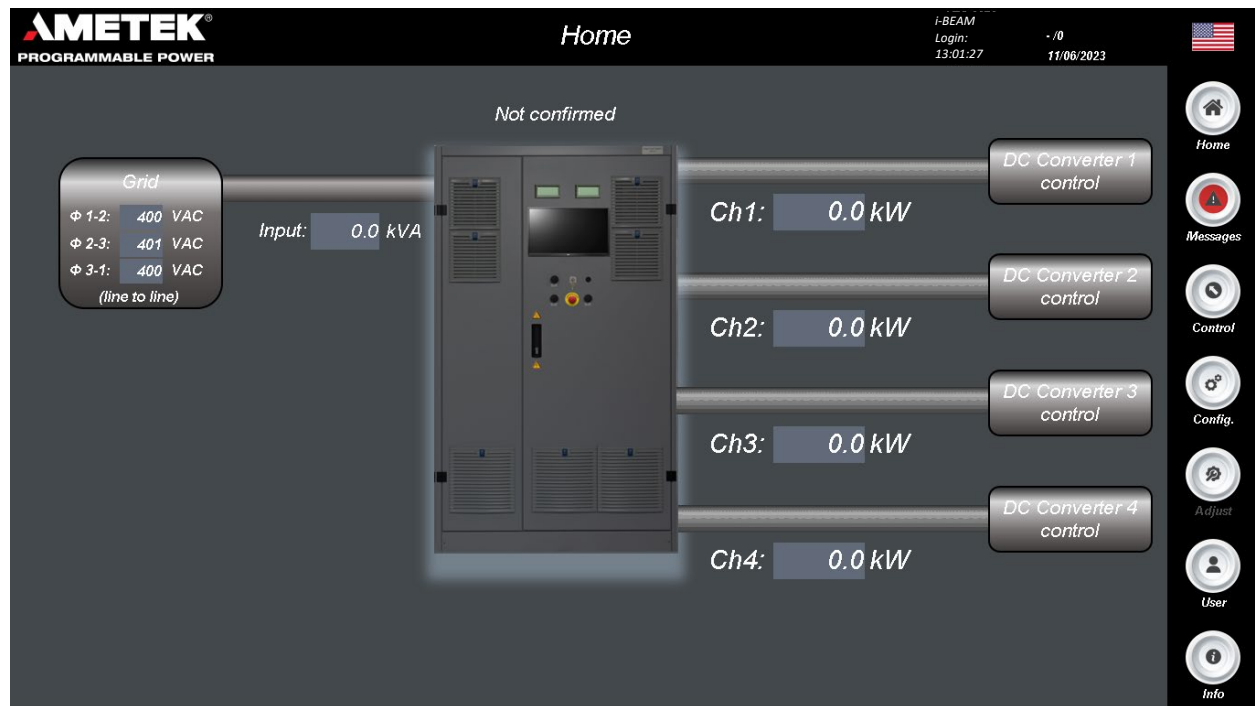 AMETEK®
PROGRAMMABLE POWER
Home
i-BEAM
Login: - /0
13:01:27 11/06/2023
Not confirmed
Grid
Φ 1-2: 400 VAC
Φ 2-3: 401 VAC
Φ 3-1: 400 VAC
(line to line)
Input: 0.0 kVA
DC Converter 1
control
Ch1: 0.0 kW
DC Converter 2
control
Ch2: 0.0 kW
DC Converter 3
control
Ch3: 0.0 kW
DC Converter 4
control
Ch4: 0.0 kW
Home
Messages
Control
Config.
Adjust
User
Info